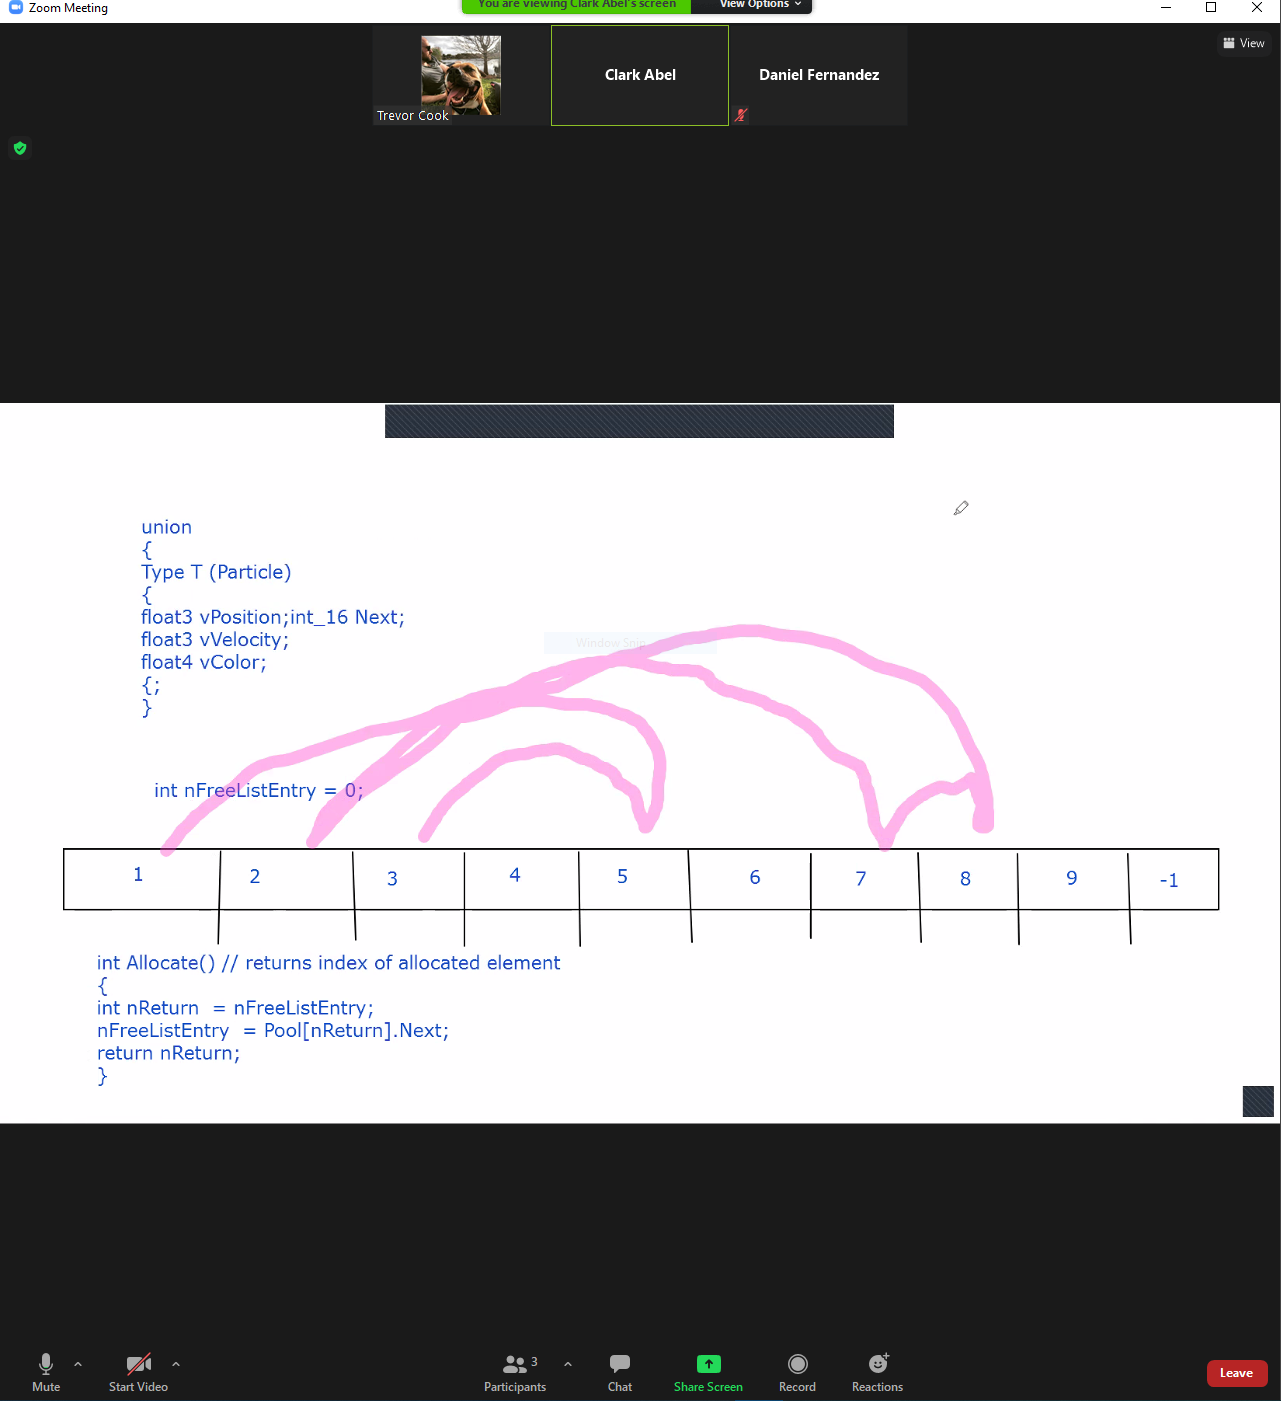 Zoom Meeting
You are viewing Clark Abel's screen
View Options
View
Trevor Cook
Clark Abel
Daniel Fernandez
union
{
Type T (Particle)
{
float3 vPosition;int_16 Next;
float3 vVelocity;
float4 vColor;
{;
}
Window Snip
int nFreeListEntry = 0;
1 2 3 4 5 6 7 8 9 -1
int Allocate() // returns index of allocated element
{
int nReturn = nFreeListEntry;
nFreeListEntry = Pool[nReturn].Next;
return nReturn;
}
Mute
Start Video
Participants
3
Chat
Share Screen
Record
Reactions
Leave